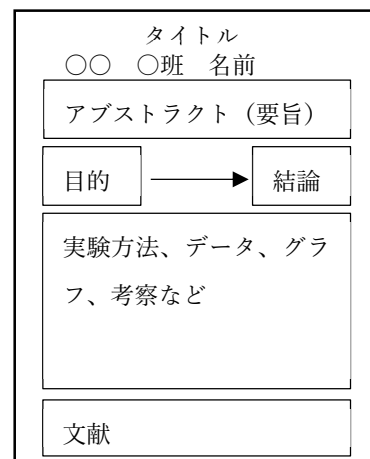 タイトル
○○　○班　名前
アブストラクト（要旨）
目的
結論
実験方法、データ、グラ
フ、考察など
文献